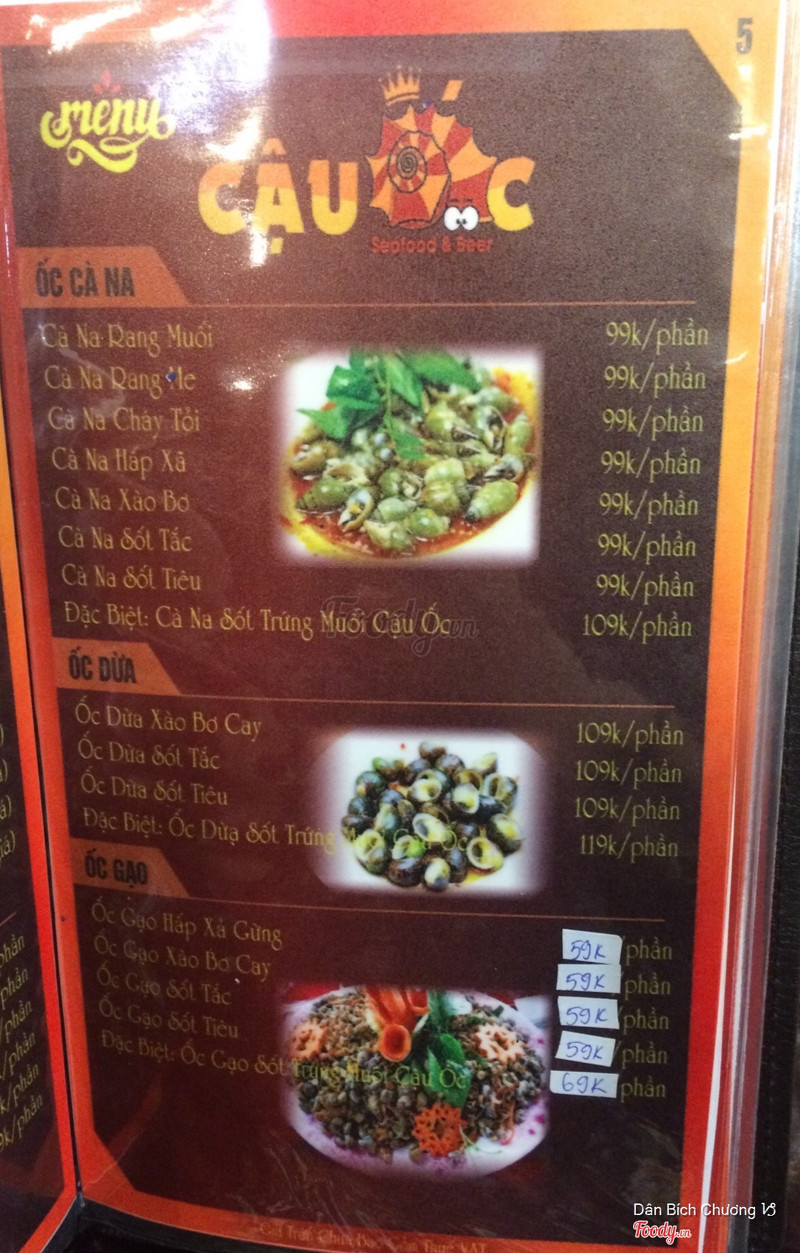 5
menu
CẬU ỐC
Seafood & Beer
ỐC CÀ NA
Cà Na Rang Muối 99k/phần
Cà Na Rang Me 99k/phần
Cà Na Cháy Tỏi 99k/phần
Cà Na Hấp Xả 99k/phần
Cà Na Xào Bơ 99k/phần
Cà Na Sốt Tắc 99k/phần
Cà Na Sốt Tiêu 99k/phần
Đặc Biệt: Cà Na Sốt Trứng Muối Cậu Ốc 109k/phần
ỐC DỪA
Ốc Dừa Xào Bơ Cay 109k/phần
Ốc Dừa Sốt Tắc 109k/phần
Ốc Dừa Sốt Tiêu 109k/phần
Đặc Biệt: Ốc Dừa Sốt Trứng Muối Cậu Ốc 119k/phần
ỐC GẠO
Ốc Gạo Hấp Xả Gừng 59K/phần
Ốc Gạo Xào Bơ Cay 59K/phần
Ốc Gạo Sốt Tắc 59K/phần
Ốc Gạo Sốt Tiêu 59K/phần
Đặc Biệt: Ốc Gạo Sốt Trứng Muối Cậu Ốc 69K/phần
Foody.vn
Dân Bích Chương
Foody.vn